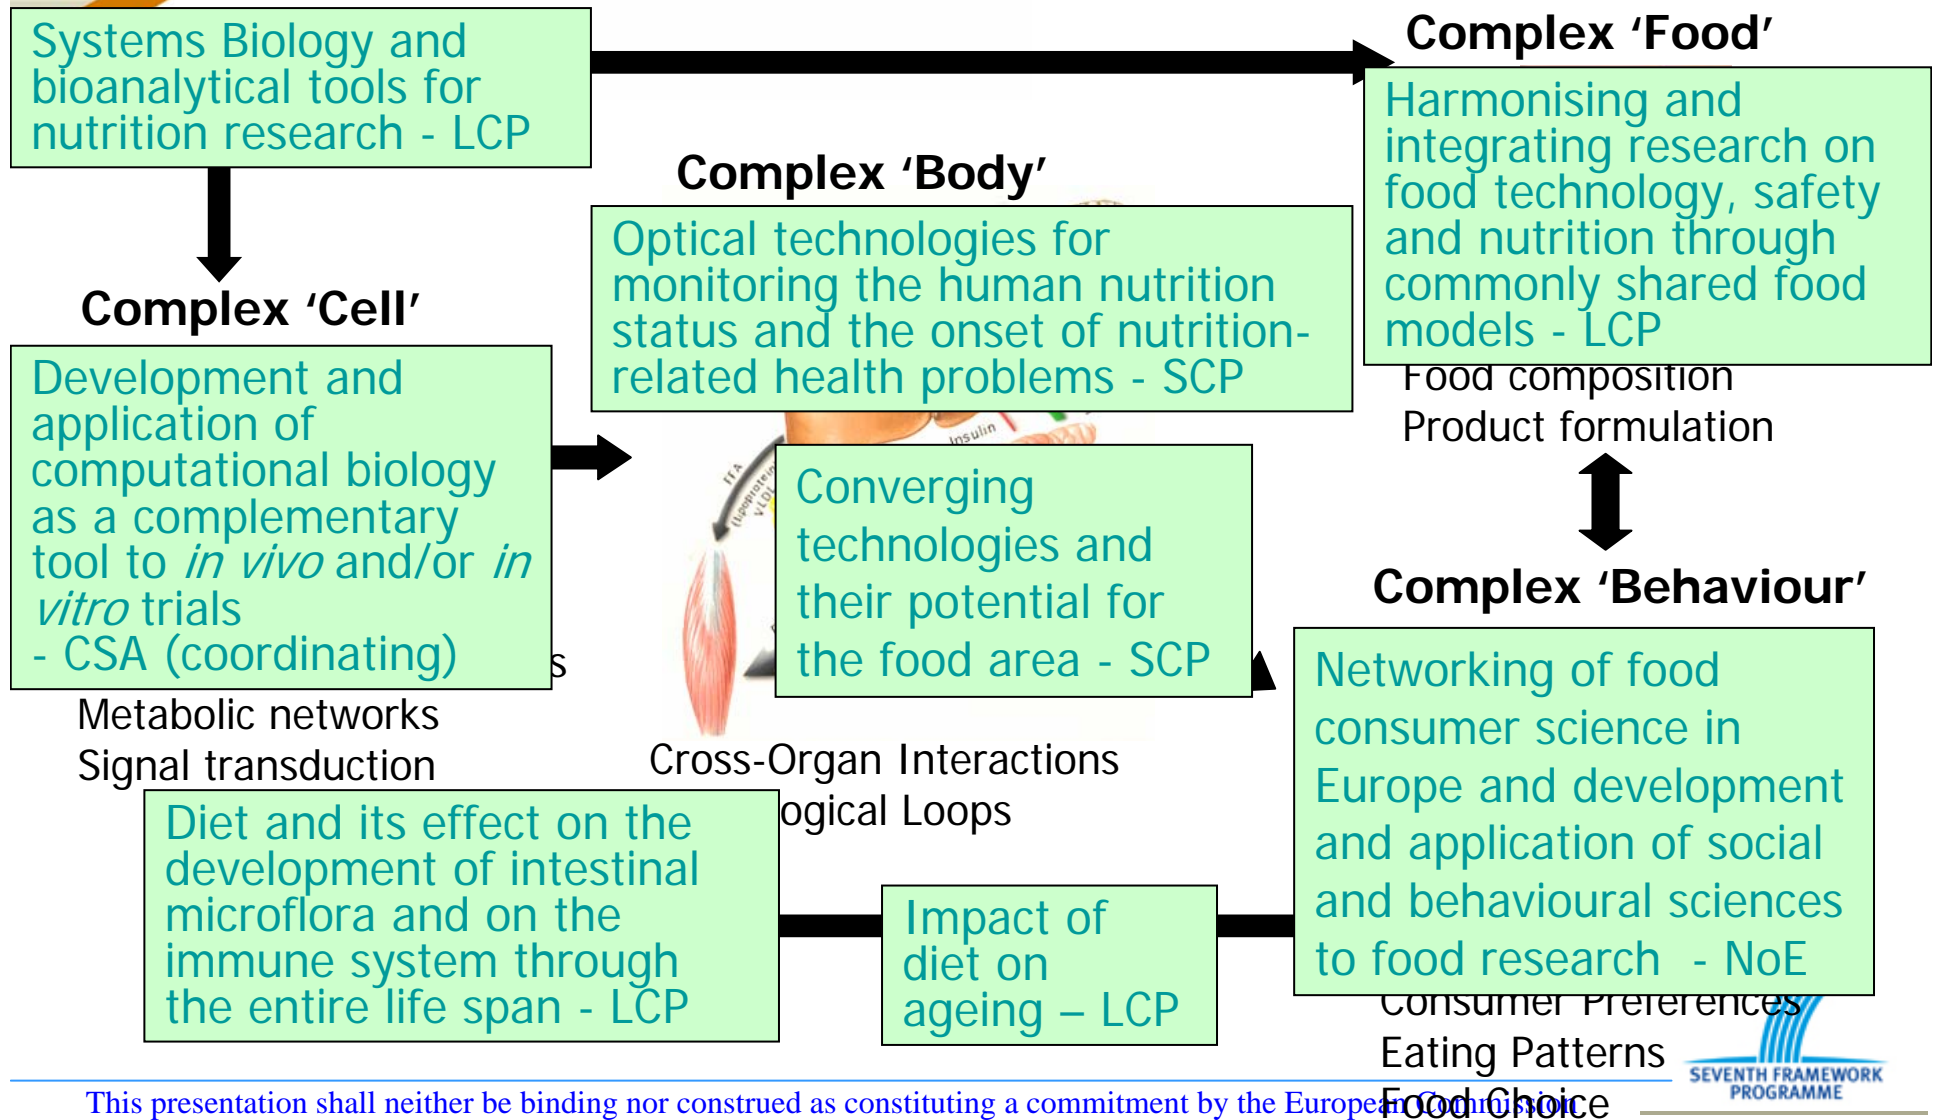 Systems Biology and
bioanalytical tools for
nutrition research - LCP
Complex ‘Food’
Harmonising and
integrating research on
food technology, safety
and nutrition through
commonly shared food
models - LCP
Food composition
Product formulation
Complex ‘Body’
Optical technologies for
monitoring the human nutrition
status and the onset of nutrition-
related health problems - SCP
Insulin
FFA
(lipoprotein
VLDL
Converging
technologies and
their potential for
the food area - SCP
Cross-Organ Interactions
ogical Loops
Complex ‘Cell’
Development and
application of
computational biology
as a complementary
tool to in vivo and/or in
vitro trials
- CSA (coordinating)
s
Metabolic networks
Signal transduction
Complex ‘Behaviour’
Networking of food
consumer science in
Europe and development
and application of social
and behavioural sciences
to food research - NoE
Consumer Preferences
Eating Patterns
Food Choice
Diet and its effect on the
development of intestinal
microflora and on the
immune system through
the entire life span - LCP
Impact of
diet on
ageing – LCP
SEVENTH FRAMEWORK
PROGRAMME
This presentation shall neither be binding nor construed as constituting a commitment by the European Commission